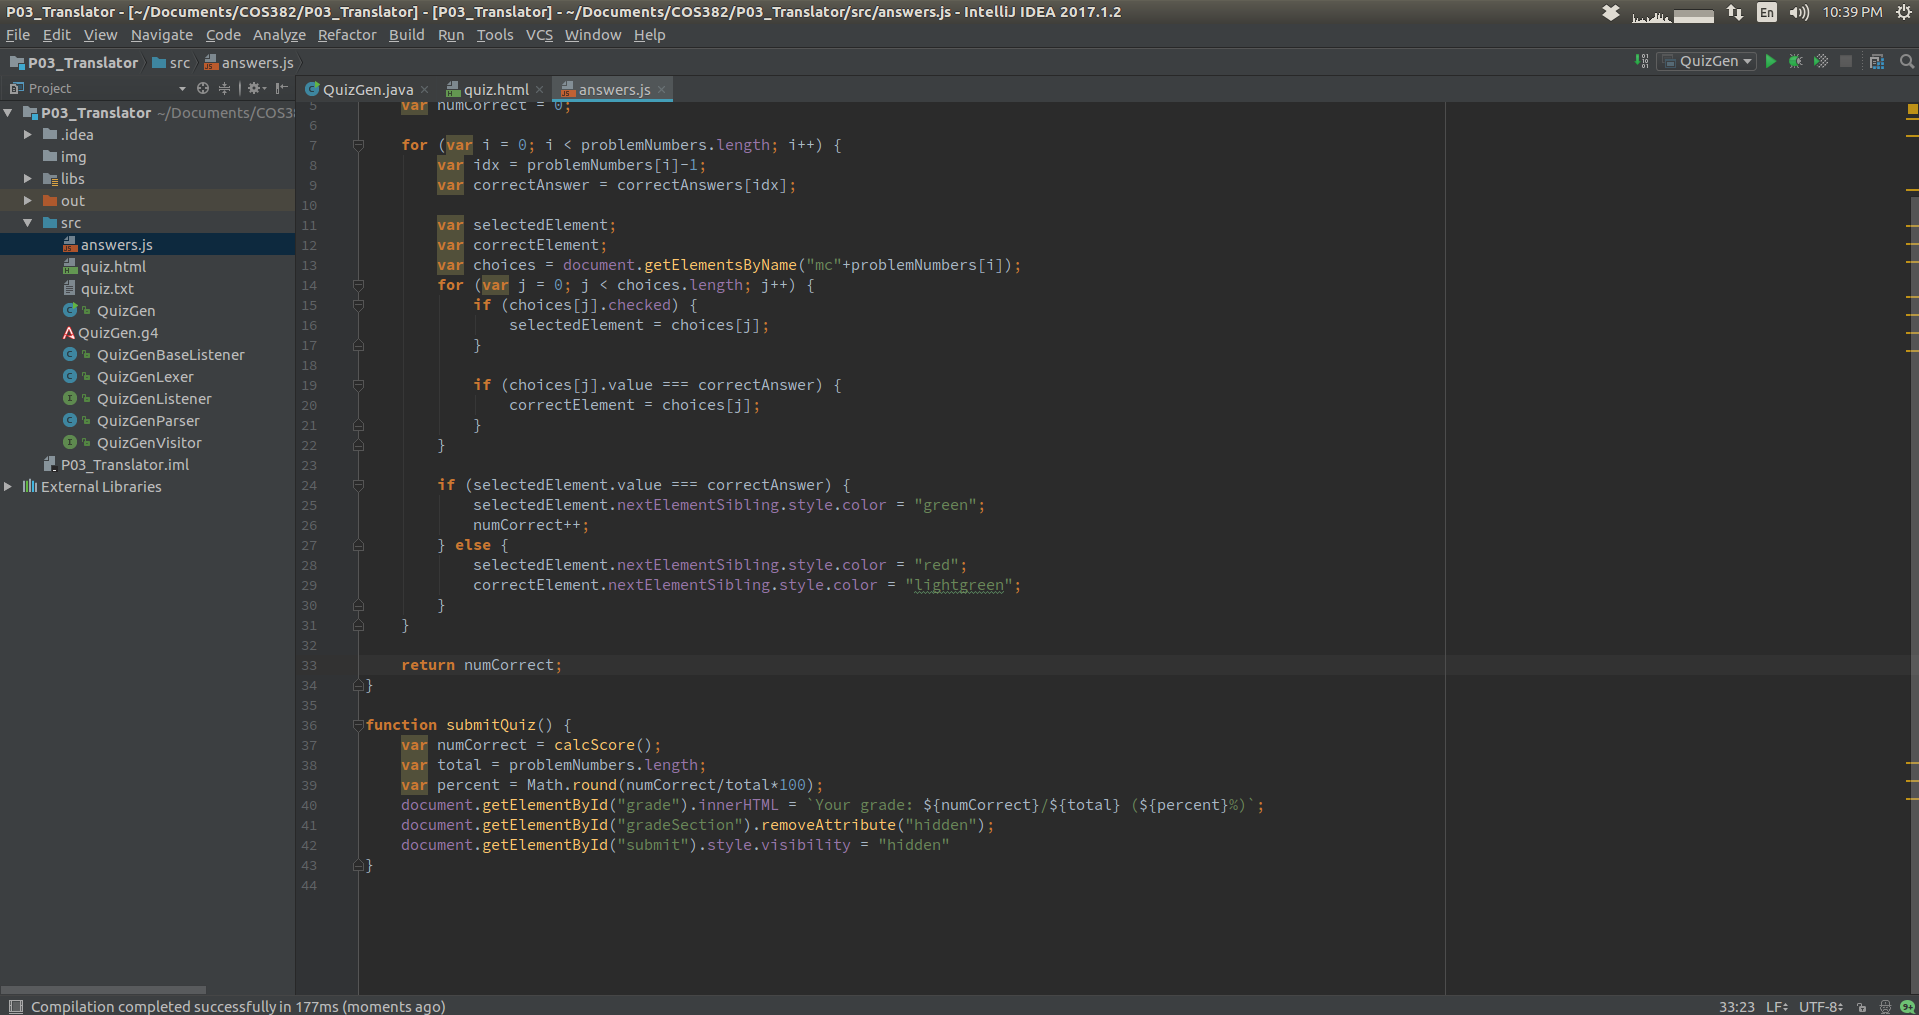 P03_Translator - [~/Documents/COS382/P03_Translator] - [P03_Translator] - ~/Documents/COS382/P03_Translator/src/answers.js - IntelliJ IDEA 2017.1.2
En 10:39 PM
File Edit View Navigate Code Analyze Refactor Build Run Tools VCS Window Help
P03_Translator src answers.js
QuizGen
Project
QuizGen.java quiz.html answers.js
P03_Translator ~/Documents/COS38
.idea
img
libs
out
src
answers.js
quiz.html
quiz.txt
QuizGen
QuizGen.g4
QuizGenBaseListener
QuizGenLexer
QuizGenListener
QuizGenParser
QuizGenVisitor
P03_Translator.iml
External Libraries
5 var numCorrect = 0;
6
7 for (var i = 0; i < problemNumbers.length; i++) {
8 var idx = problemNumbers[i]-1;
9 var correctAnswer = correctAnswers[idx];
10
11 var selectedElement;
12 var correctElement;
13 var choices = document.getElementsByName("mc"+problemNumbers[i]);
14 for (var j = 0; j < choices.length; j++) {
15 if (choices[j].checked) {
16 selectedElement = choices[j];
17 }
18
19 if (choices[j].value === correctAnswer) {
20 correctElement = choices[j];
21 }
22 }
23
24 if (selectedElement.value === correctAnswer) {
25 selectedElement.nextElementSibling.style.color = "green";
26 numCorrect++;
27 } else {
28 selectedElement.nextElementSibling.style.color = "red";
29 correctElement.nextElementSibling.style.color = "lightgreen";
30 }
31 }
32
33 return numCorrect;
34 }
35
36 function submitQuiz() {
37 var numCorrect = calcScore();
38 var total = problemNumbers.length;
39 var percent = Math.round(numCorrect/total*100);
40 document.getElementById("grade").innerHTML = `Your grade: ${numCorrect}/${total} (${percent}%)`;
41 document.getElementById("gradeSection").removeAttribute("hidden");
42 document.getElementById("submit").style.visibility = "hidden"
43 }
44
Compilation completed successfully in 177ms (moments ago)
33:23 LF UTF-8